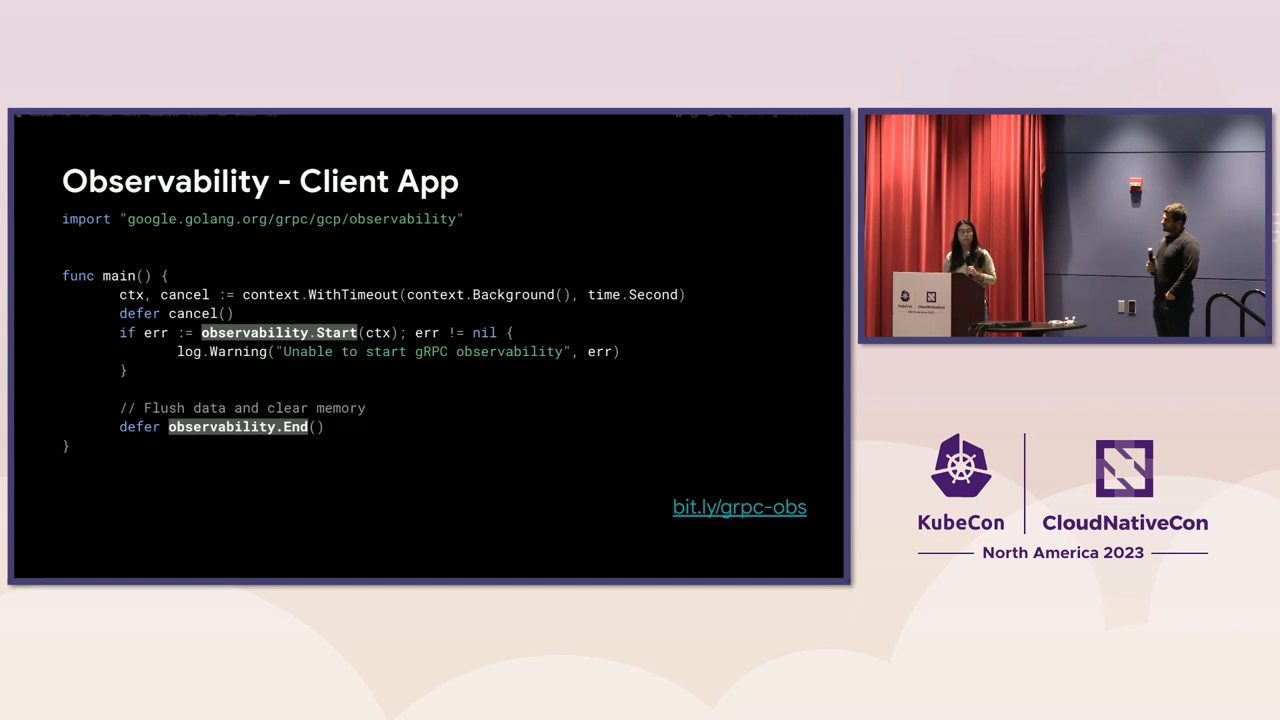 Observability - Client App
import "google.golang.org/grpc/gcp/observability"
func main() {
ctx, cancel := context.WithTimeout(context.Background(), time.Second)
defer cancel()
if err := observability.Start(ctx); err != nil {
log.Warning("Unable to start gRPC observability", err)
}
// Flush data and clear memory
defer observability.End()
}
bit.ly/grpc-obs
KubeCon
CloudNativeCon
North America 2023